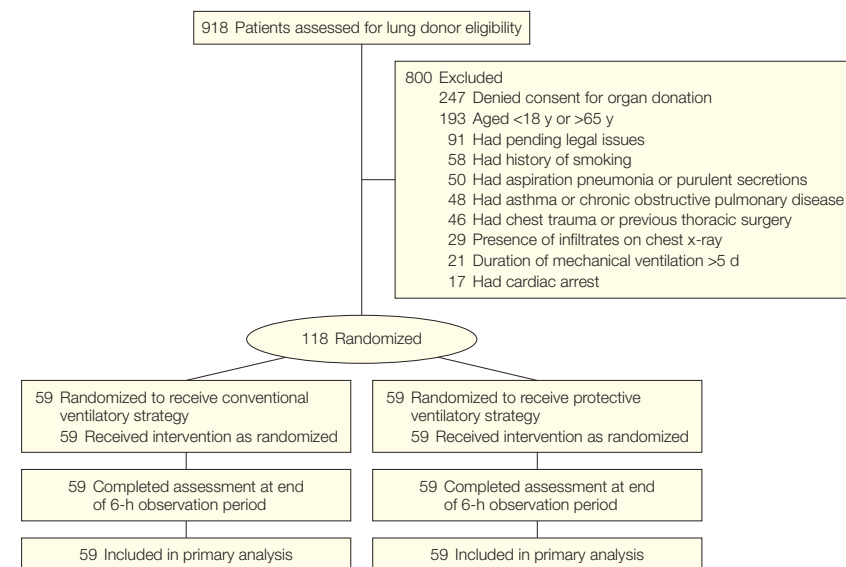 918 Patients assessed for lung donor eligibility
800 Excluded
247 Denied consent for organ donation
193 Aged <18 y or >65 y
91 Had pending legal issues
58 Had history of smoking
50 Had aspiration pneumonia or purulent secretions
48 Had asthma or chronic obstructive pulmonary disease
46 Had chest trauma or previous thoracic surgery
29 Presence of infiltrates on chest x-ray
21 Duration of mechanical ventilation >5 d
17 Had cardiac arrest
118 Randomized
59 Randomized to receive conventional
ventilatory strategy
59 Received intervention as randomized
59 Randomized to receive protective
ventilatory strategy
59 Received intervention as randomized
59 Completed assessment at end
of 6-h observation period
59 Completed assessment at end
of 6-h observation period
59 Included in primary analysis
59 Included in primary analysis